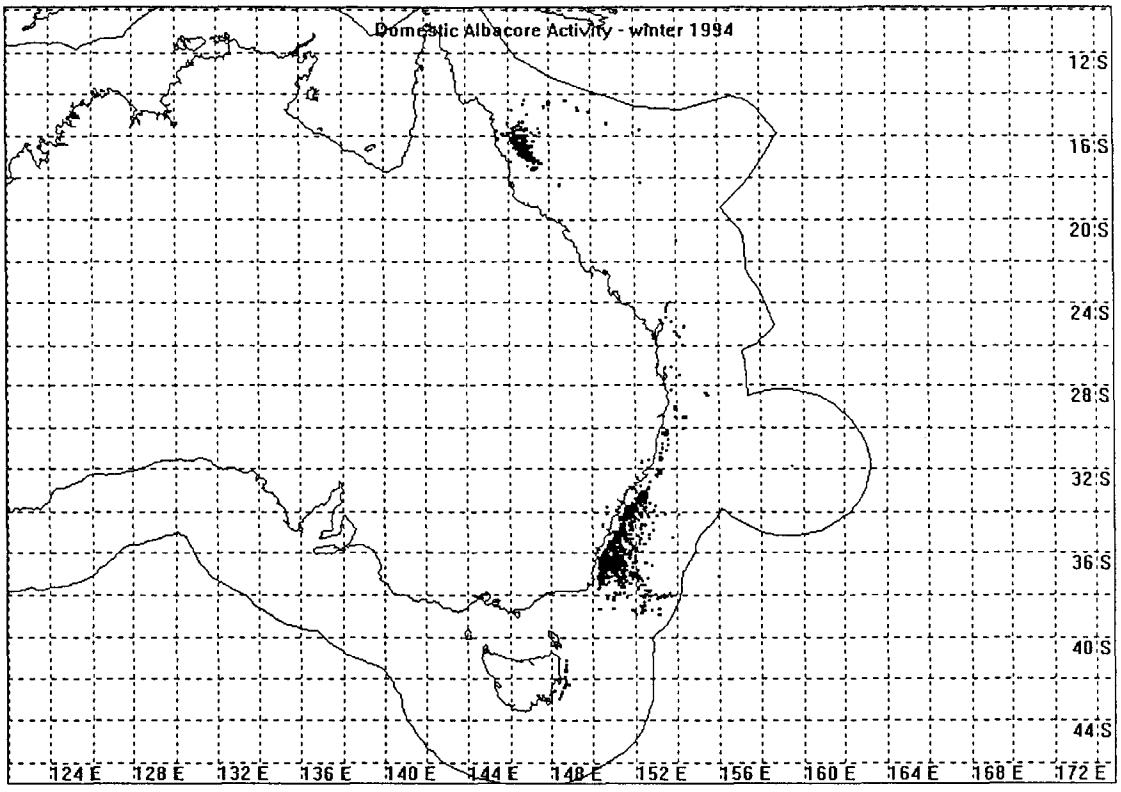 Domestic Albacore Activity - winter 1994
12 S
16 S
20 S
24 S
28 S
32 S
36 S
40 S
44 S
124 E 128 E 132 E 136 E 140 E 144 E 148 E 152 E 156 E 160 E 164 E 168 E 172 E